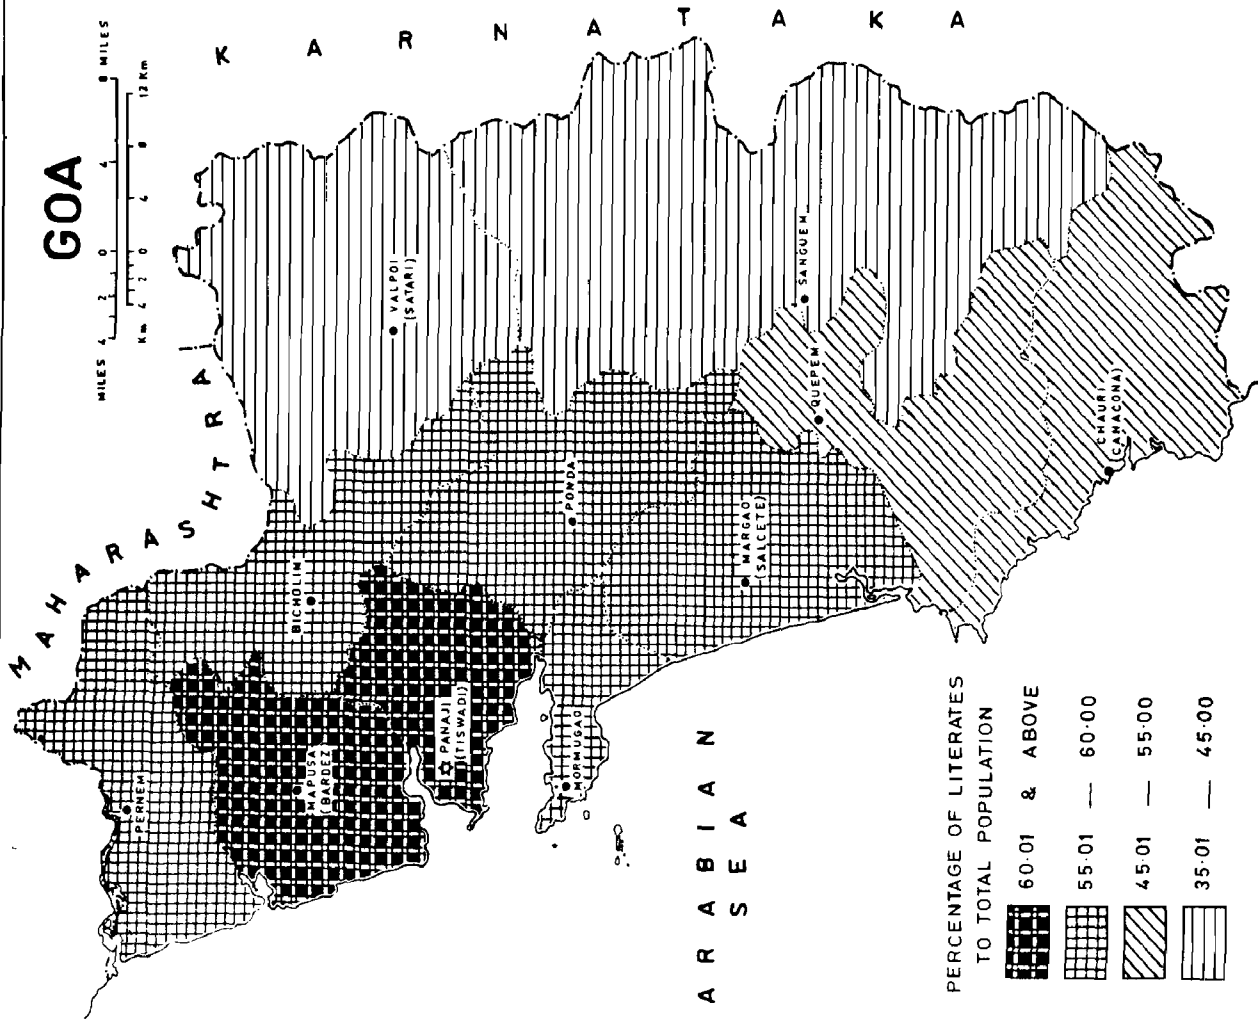 GOA
MILES 4 2 0 4 8 MILES
Km 4 2 0 4 8 12 Km
MAHARASHTRA
KARNATAKA
PERNEM
MAPUSA
(BARDEZ)
BICHOLIM
VALPOI
(SATARI)
PANAJI
(TISWADI)
MORMUGAO
PONDA
MARGAO
(SALCETE)
QUEPEM
SANGUEM
CHAURI
(CANACONA)
ARABIAN
SEA
PERCENTAGE OF LITERATES
TO TOTAL POPULATION
60·01 & ABOVE
55·01 — 60·00
45·01 — 55·00
35·01 — 45·00